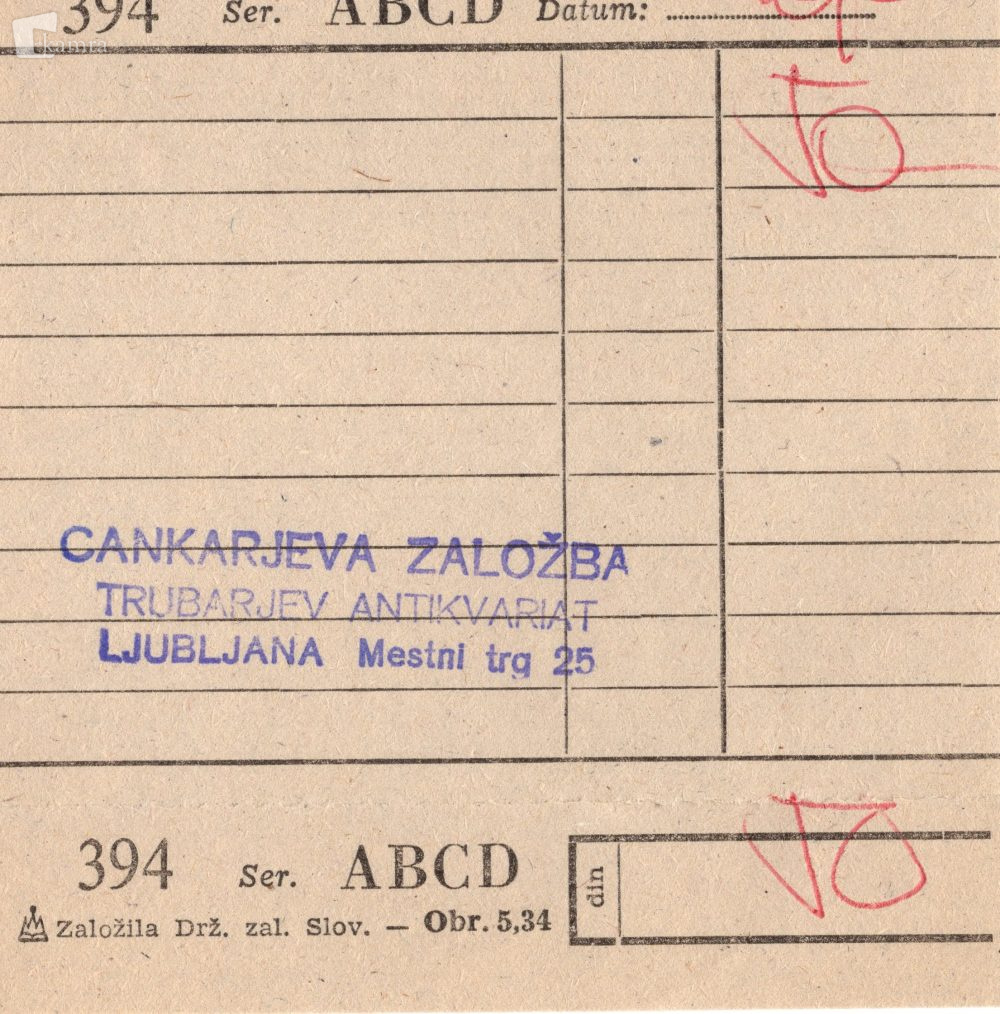 kamra
394 Ser. ABCD Datum:
CANKARJEVA ZALOŽBA
TRUBARJEV ANTIKVARIAT
LJUBLJANA Mestni trg 25
394 Ser. ABCD
din
Založila Drž. zal. Slov. — Obr. 5,34